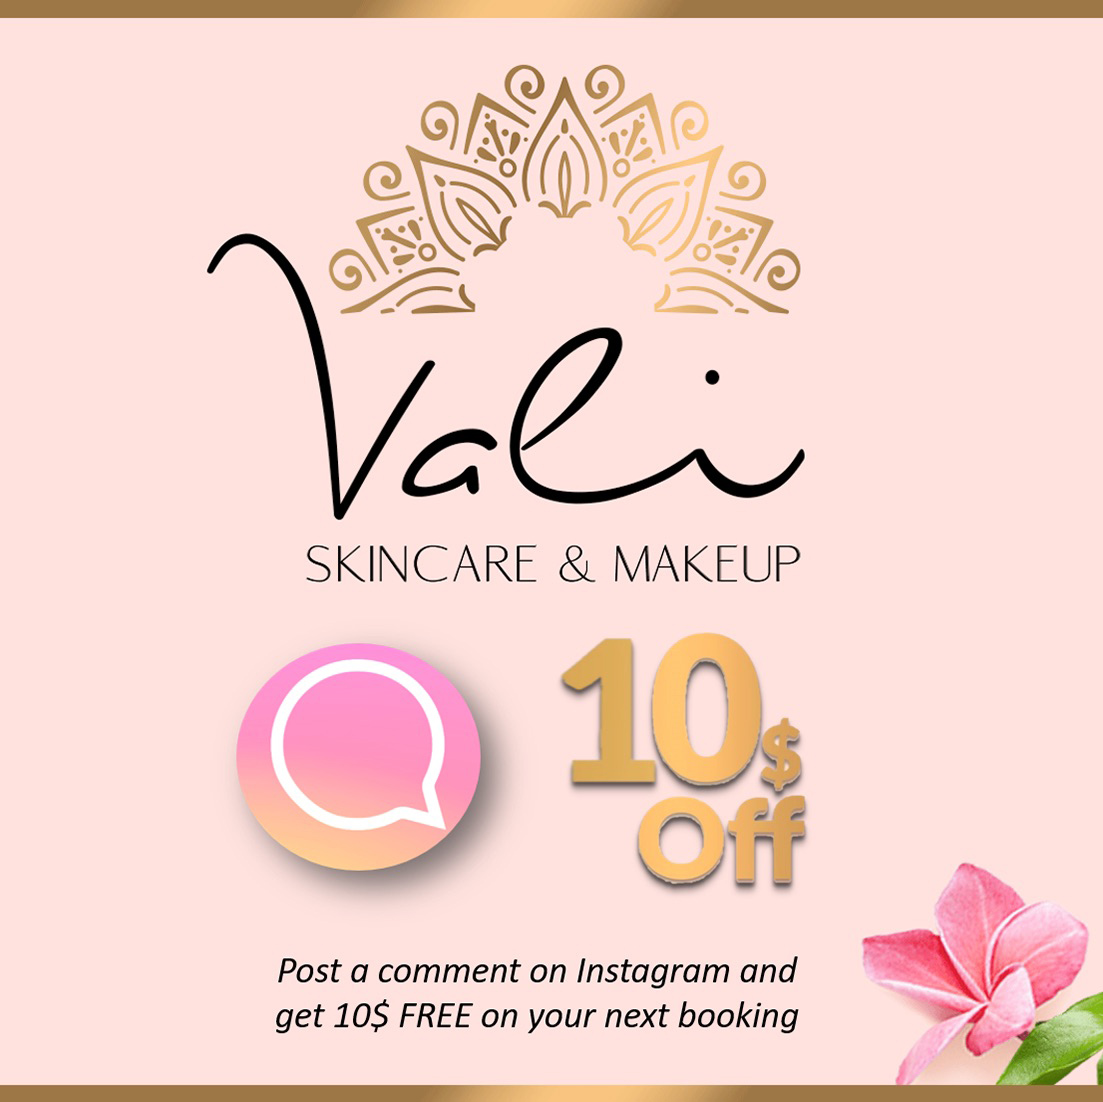 Vali
SKINCARE & MAKEUP
10$
Off
Post a comment on Instagram and
get 10$ FREE on your next booking